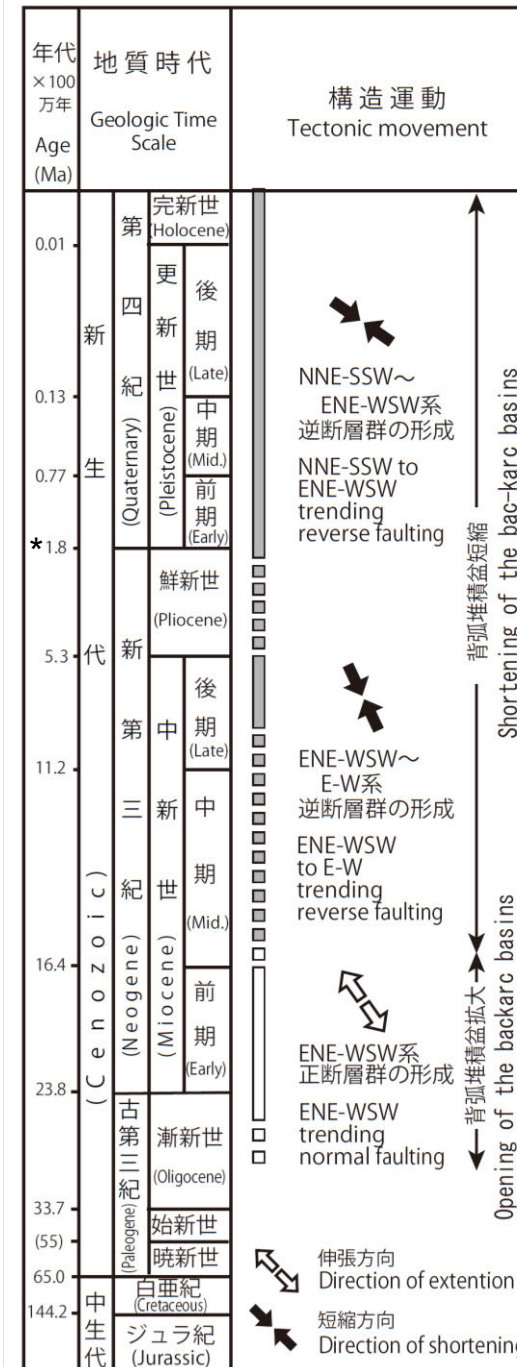 年代
×100
万年
Age
(Ma)
地質時代
Geologic Time
Scale
構造運動
Tectonic movement
0.01
0.13
0.77
*1.8
5.3
11.2
16.4
23.8
33.7
(55)
65.0
144.2
新生代
(Cenozoic)
中生代
第四紀
(Quaternary)
新第三紀
(Neogene)
古第三紀
(Paleogene)
完新世
(Holocene)
更新世
(Pleistocene)
後期
(Late)
中期
(Mid.)
前期
(Early)
鮮新世
(Pliocene)
中新世
(Miocene)
後期
(Late)
中期
(Mid.)
前期
(Early)
漸新世
(Oligocene)
始新世
暁新世
白亜紀
(Cretaceous)
ジュラ紀
(Jurassic)
NNE-SSW～
ENE-WSW系
逆断層群の形成
NNE-SSW to
ENE-WSW
trending
reverse faulting
ENE-WSW～
E-W系
逆断層群の形成
ENE-WSW
to E-W
trending
reverse faulting
ENE-WSW系
正断層群の形成
ENE-WSW
trending
normal faulting
背弧堆積盆短縮
Shortening of the bac-karc basins
背弧堆積盆拡大
Opening of the backarc basins
伸張方向
Direction of extention
短縮方向
Direction of shortenin